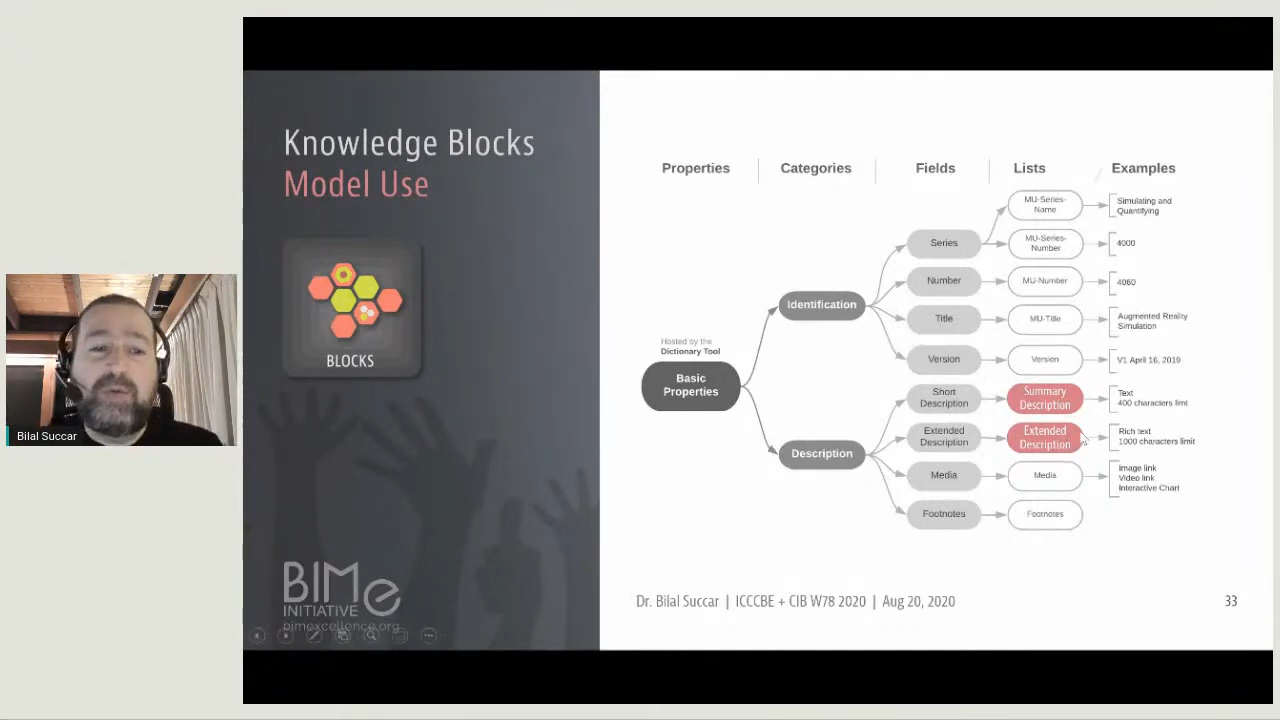 Knowledge Blocks
Model Use
BLOCKS
BIMe
INITIATIVE
bimexcellence.org
Bilal Succar
Properties
Categories
Fields
Lists
Examples
Hosted by the
Dictionary Tool
Basic
Properties
Identification
Description
Series
MU-Series-
Name
Simulating and
Quantifying
MU-Series-
Number
4000
Number
MU-Number
4060
Title
MU-Title
Augmented Reality
Simulation
Version
Version
V1 April 16, 2019
Short
Description
Summary
Description
Text
400 characters limt
Extended
Description
Extended
Description
Rich text
1000 characters limit
Media
Media
Image link
Video link
Interactive Chart
Footnotes
Footnotes
Dr. Bilal Succar | ICCCBE + CIB W78 2020 | Aug 20, 2020
33